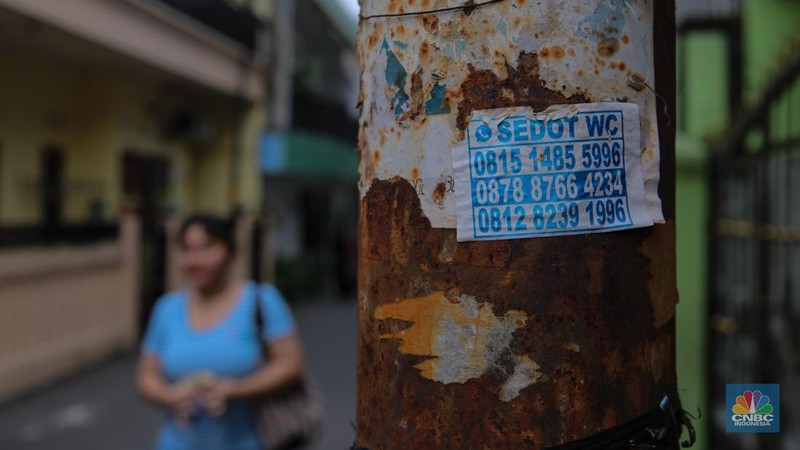 SEDOT WC
0815 1485 5996
0878 8766 4234
0812 8239 1996
CNBC
INDONESIA